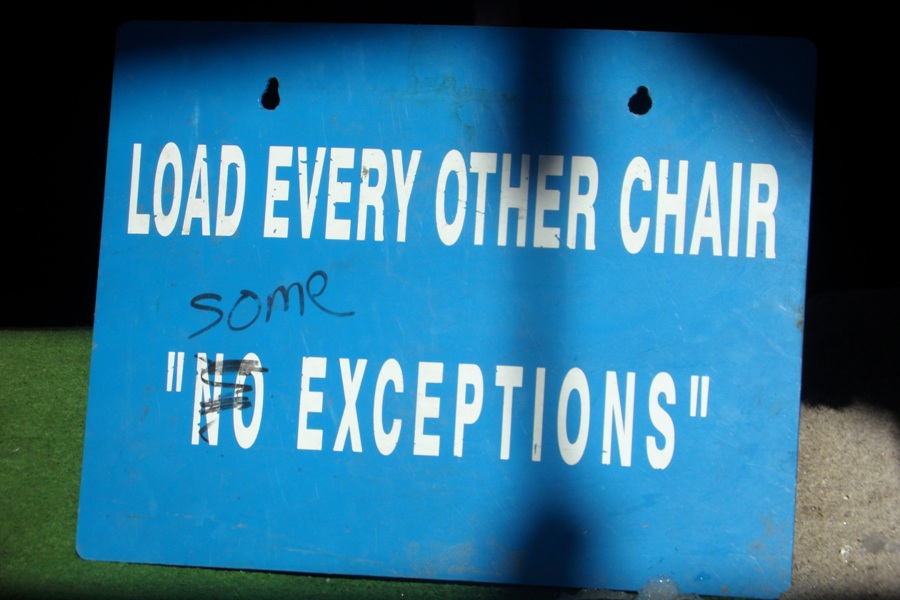 LOAD EVERY OTHER CHAIR
some
"NO EXCEPTIONS"